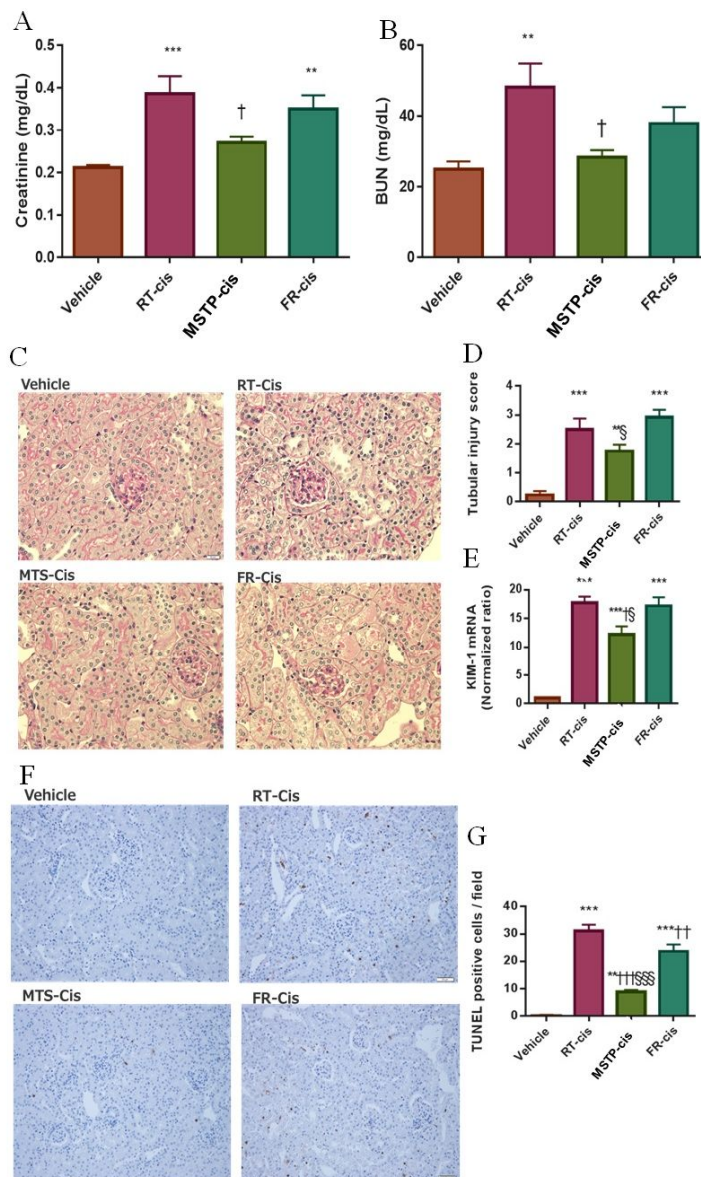 A
Creatinine (mg/dL)
0.5
0.4
0.3
0.2
0.1
0.0
***
†
**
Vehicle
RT-cis
MSTP-cis
FR-cis
B
BUN (mg/dL)
60
40
20
0
**
†
Vehicle
RT-cis
MSTP-cis
FR-cis
C
Vehicle
RT-Cis
MTS-Cis
FR-Cis
D
Tubular injury score
4
3
2
1
0
***
**§
***
Vehicle
RT-cis
MSTP-cis
FR-cis
E
KIM-1 mRNA
(Normalized ratio)
20
15
10
5
0
***
***†§
***
Vehicle
RT-cis
MSTP-cis
FR-cis
F
Vehicle
RT-Cis
MTS-Cis
FR-Cis
G
TUNEL positive cells / field
40
30
20
10
0
***
**†††§§§
***††
Vehicle
RT-cis
MSTP-cis
FR-cis